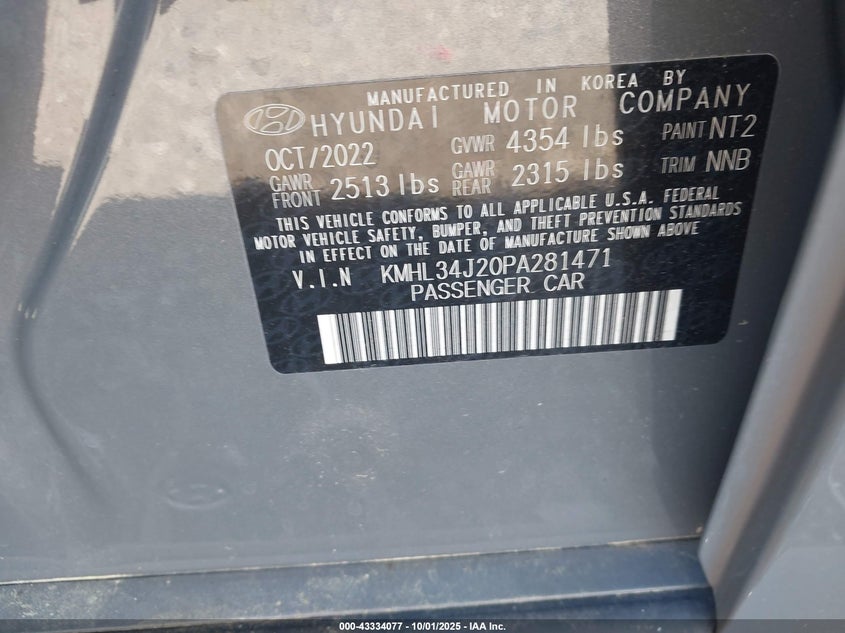 MANUFACTURED IN KOREA BY
HYUNDAI MOTOR COMPANY
OCT/2022 GVWR 4354 lbs PAINT NT2
GAWR FRONT 2513 lbs GAWR REAR 2315 lbs TRIM NNB
THIS VEHICLE CONFORMS TO ALL APPLICABLE U.S.A. FEDERAL
MOTOR VEHICLE SAFETY, BUMPER, AND THEFT PREVENTION STANDARDS
IN EFFECT ON THE DATE OF MANUFACTURE SHOWN ABOVE
V.I.N KMHL34J20PA281471
PASSENGER CAR
000-43334077 - 10/01/2025 - IAA Inc.